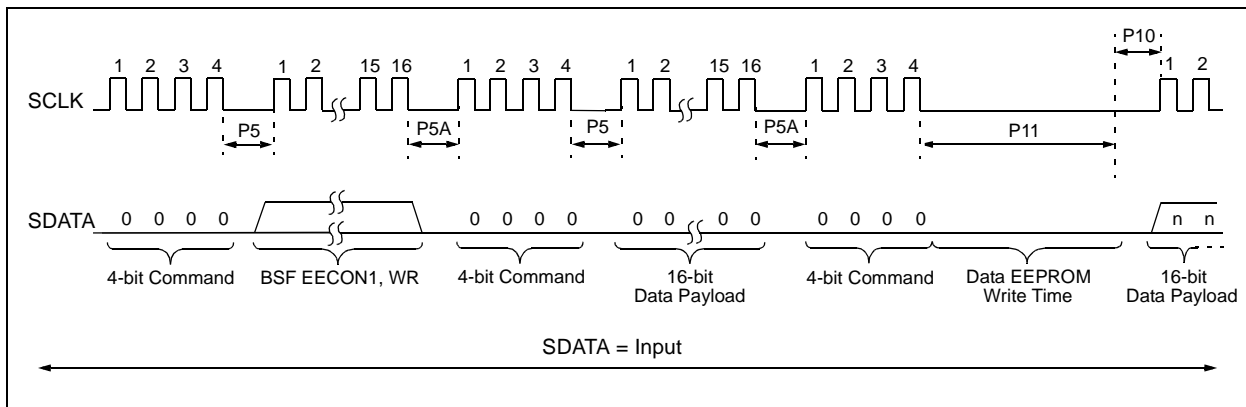 P10
1 2 3 4 1 2 15 16 1 2 3 4 1 2 15 16 1 2 3 4 1 2
SCLK
P5 P5A P5 P5A P11
SDATA
0 0 0 0 0 0 0 0 0 0 0 0 0 0 0 0 n n
4-bit Command BSF EECON1, WR 4-bit Command 16-bit Data EEPROM 16-bit
Data Payload 4-bit Command Write Time Data Payload
SDATA = Input